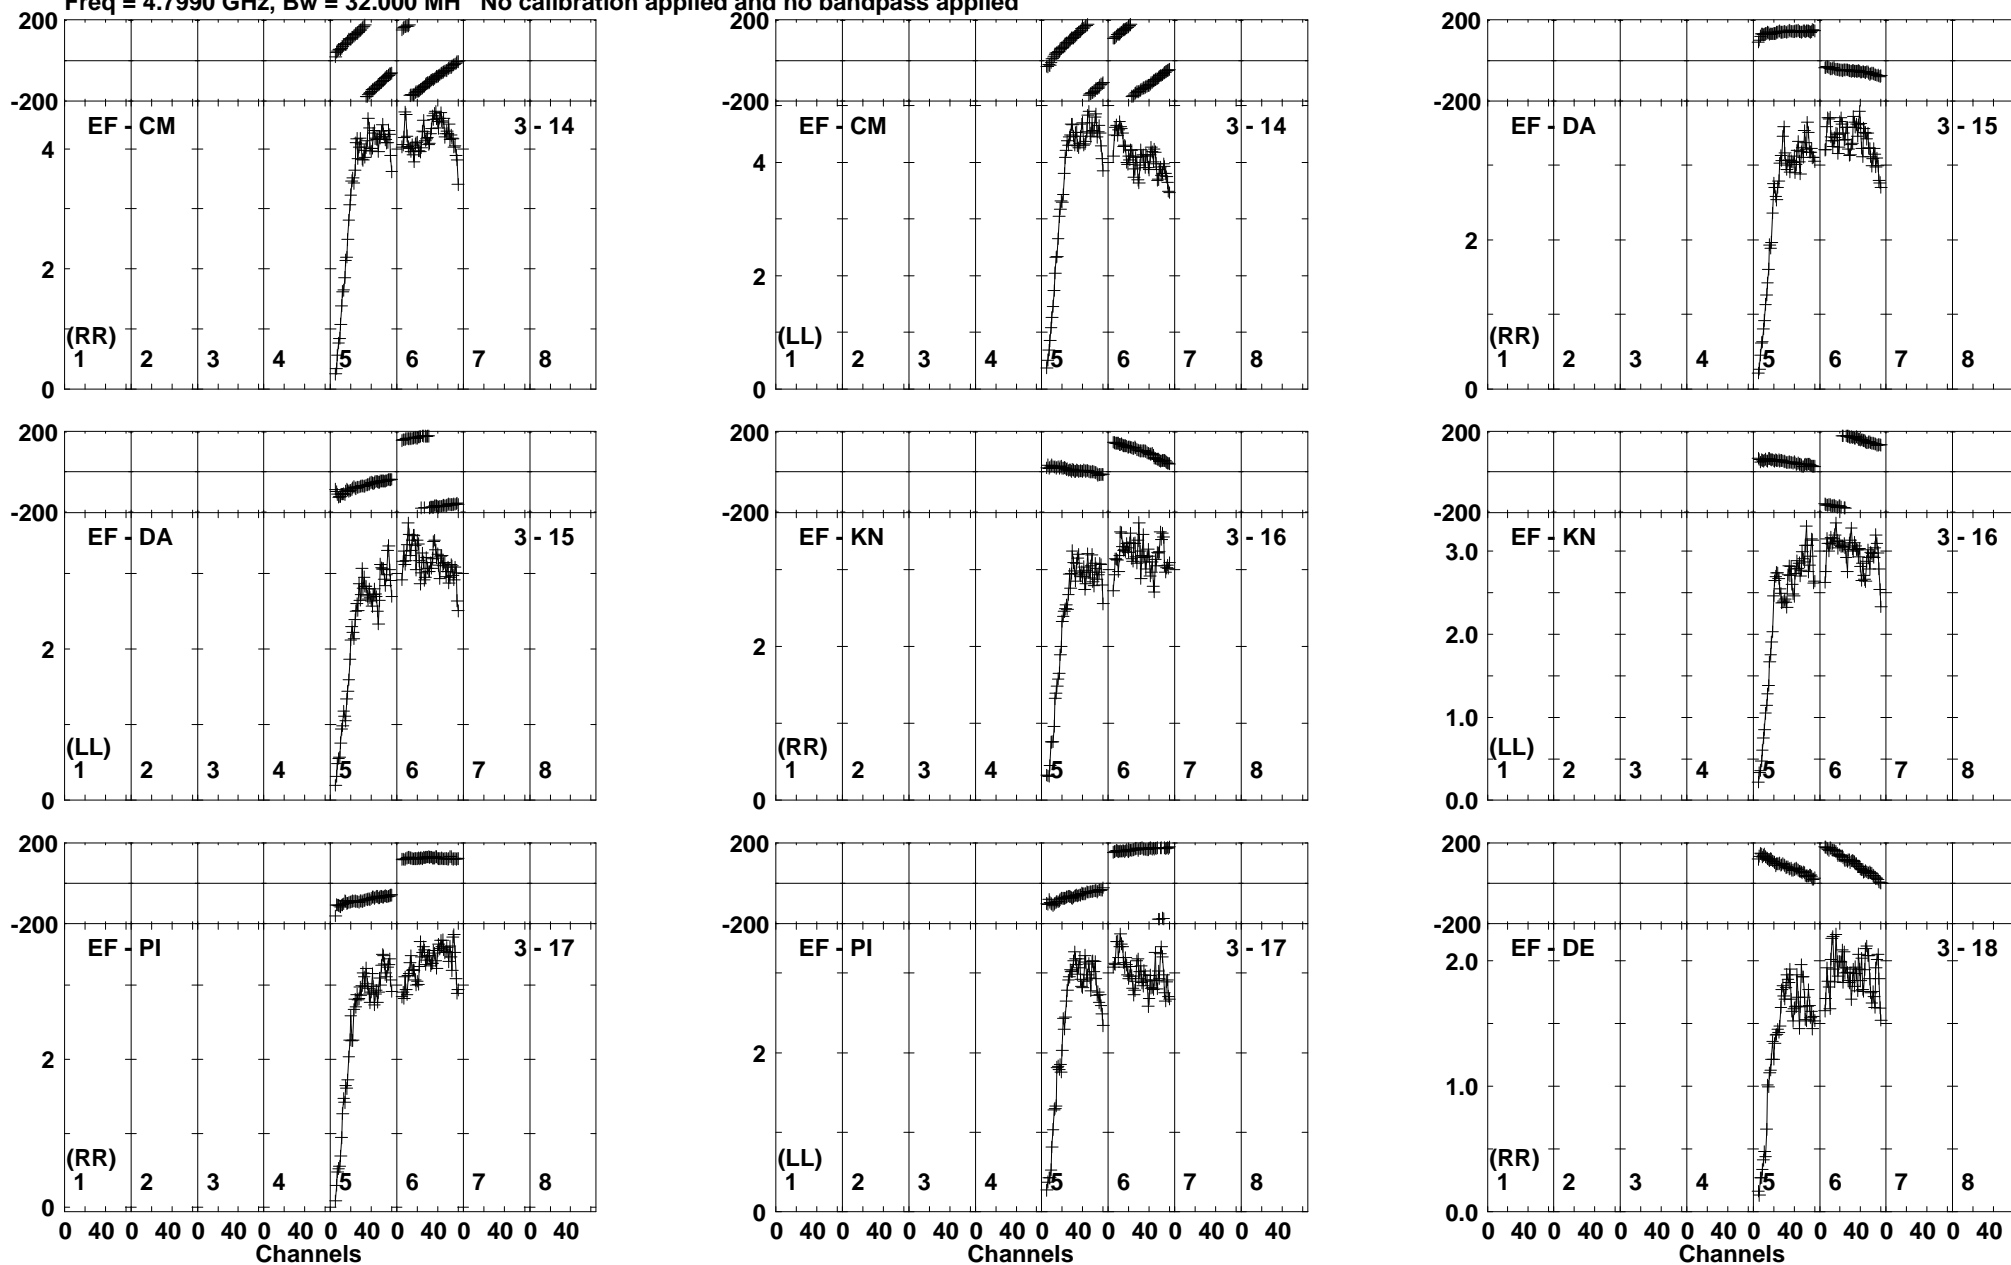 Freq = 4.7990 GHz, Bw = 32.000 MH No calibration applied and no bandpass applied
200
-200
EF - CM 3 - 14
4
2
0
(RR)
1 2 3 4 5 6 7 8
200
-200
EF - CM 3 - 14
4
2
0
(LL)
1 2 3 4 5 6 7 8
200
-200
EF - DA 3 - 15
2
0
(RR)
1 2 3 4 5 6 7 8
200
-200
EF - DA 3 - 15
2
0
(LL)
1 2 3 4 5 6 7 8
200
-200
EF - KN 3 - 16
2
0
(RR)
1 2 3 4 5 6 7 8
200
-200
EF - KN 3 - 16
3.0
2.0
1.0
0.0
(LL)
1 2 3 4 5 6 7 8
200
-200
EF - PI 3 - 17
2
0
(RR)
1 2 3 4 5 6 7 8
0 40 0 40 0 40 0 40 0 40 0 40 0 40 0 40
Channels
200
-200
EF - PI 3 - 17
2
0
(LL)
1 2 3 4 5 6 7 8
0 40 0 40 0 40 0 40 0 40 0 40 0 40 0 40
Channels
200
-200
EF - DE 3 - 18
2.0
1.0
0.0
(RR)
1 2 3 4 5 6 7 8
0 40 0 40 0 40 0 40 0 40 0 40 0 40 0 40
Channels